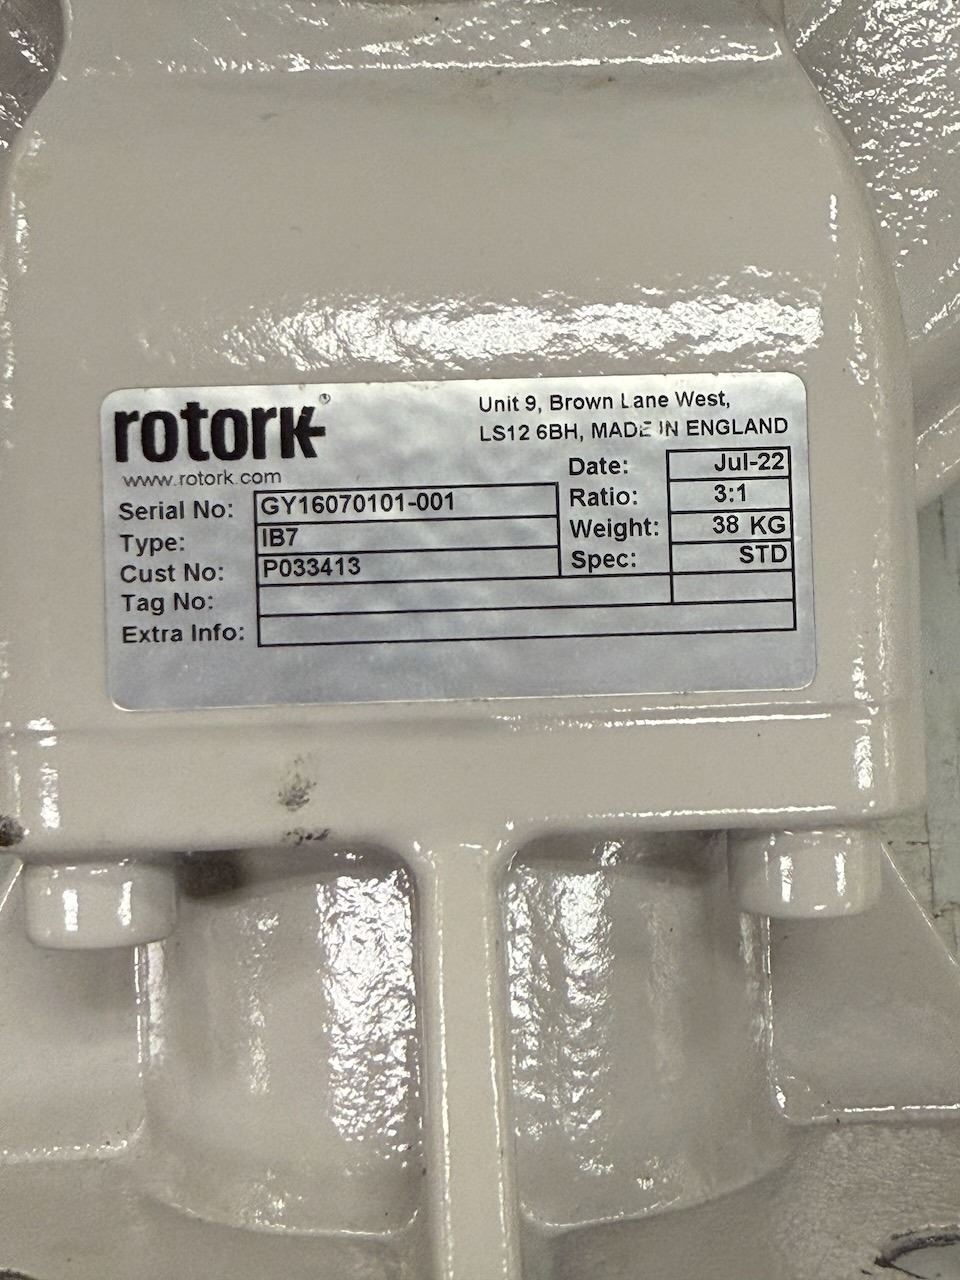 rotork®
www.rotork.com
Unit 9, Brown Lane West,
LS12 6BH, MADE IN ENGLAND
Date: Jul-22
Ratio: 3:1
Weight: 38 KG
Spec: STD
Serial No: GY16070101-001
Type: IB7
Cust No: P033413
Tag No:
Extra Info: